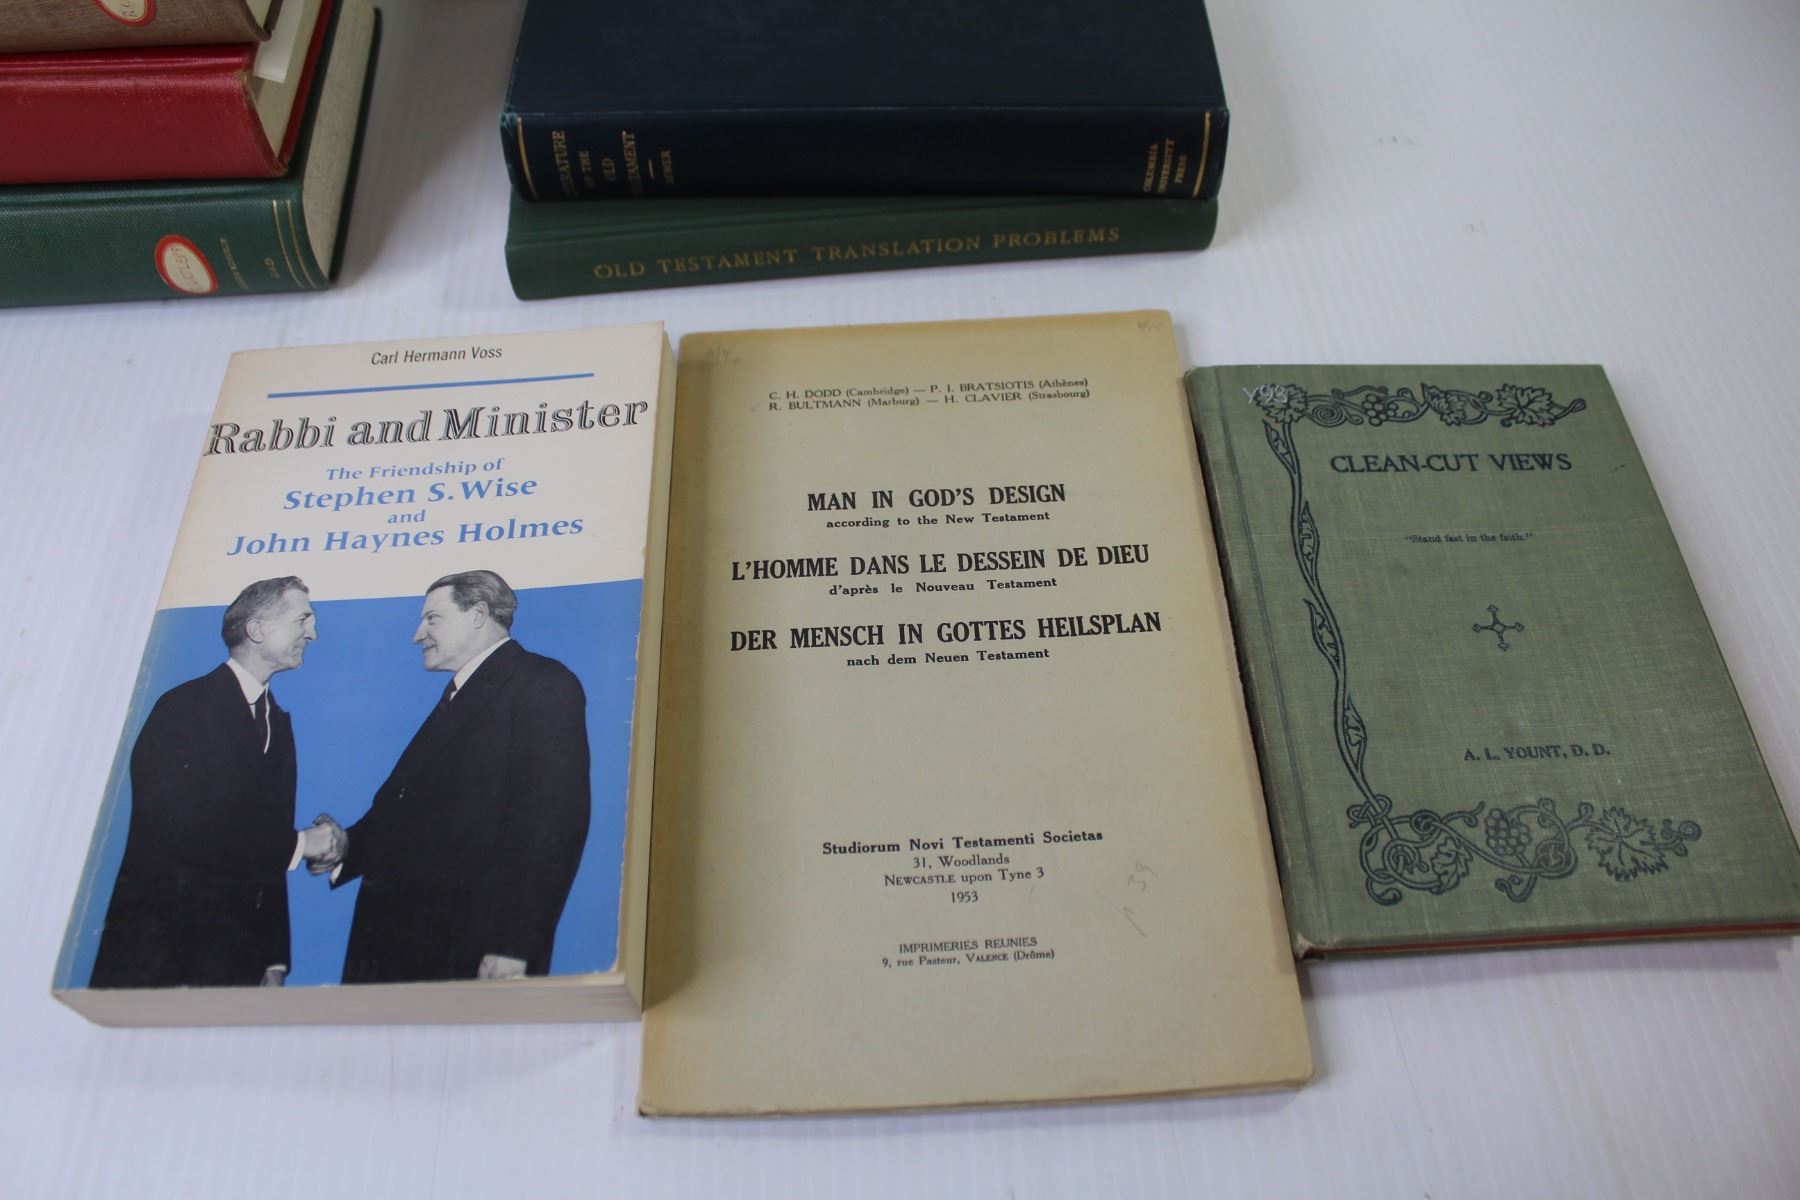 OLD
COLUMBIA
UNIVERSITY
PRESS
OF THE
OLD TESTAMENT TRANSLATION PROBLEMS
Carl Hermann Voss
Rabbi and Minister
The Friendship of
Stephen S. Wise
and
John Haynes Holmes
C. H. DODD (Cambridge) — P. I. BRATSIOTIS (Athènes)
R. BULTMANN (Marburg) — H. CLAVIER (Strasbourg)
MAN IN GOD'S DESIGN
according to the New Testament
L'HOMME DANS LE DESSEIN DE DIEU
d'après le Nouveau Testament
DER MENSCH IN GOTTES HEILSPLAN
nach dem Neuen Testament
Studiorum Novi Testamenti Societas
31, Woodlands
NEWCASTLE upon Tyne 3
1953
IMPRIMERIES REUNIES
9, rue Pasteur, VALENCE (Drôme)
CLEAN-CUT VIEWS
"Stand fast in the faith."
A. L. YOUNT, D. D.